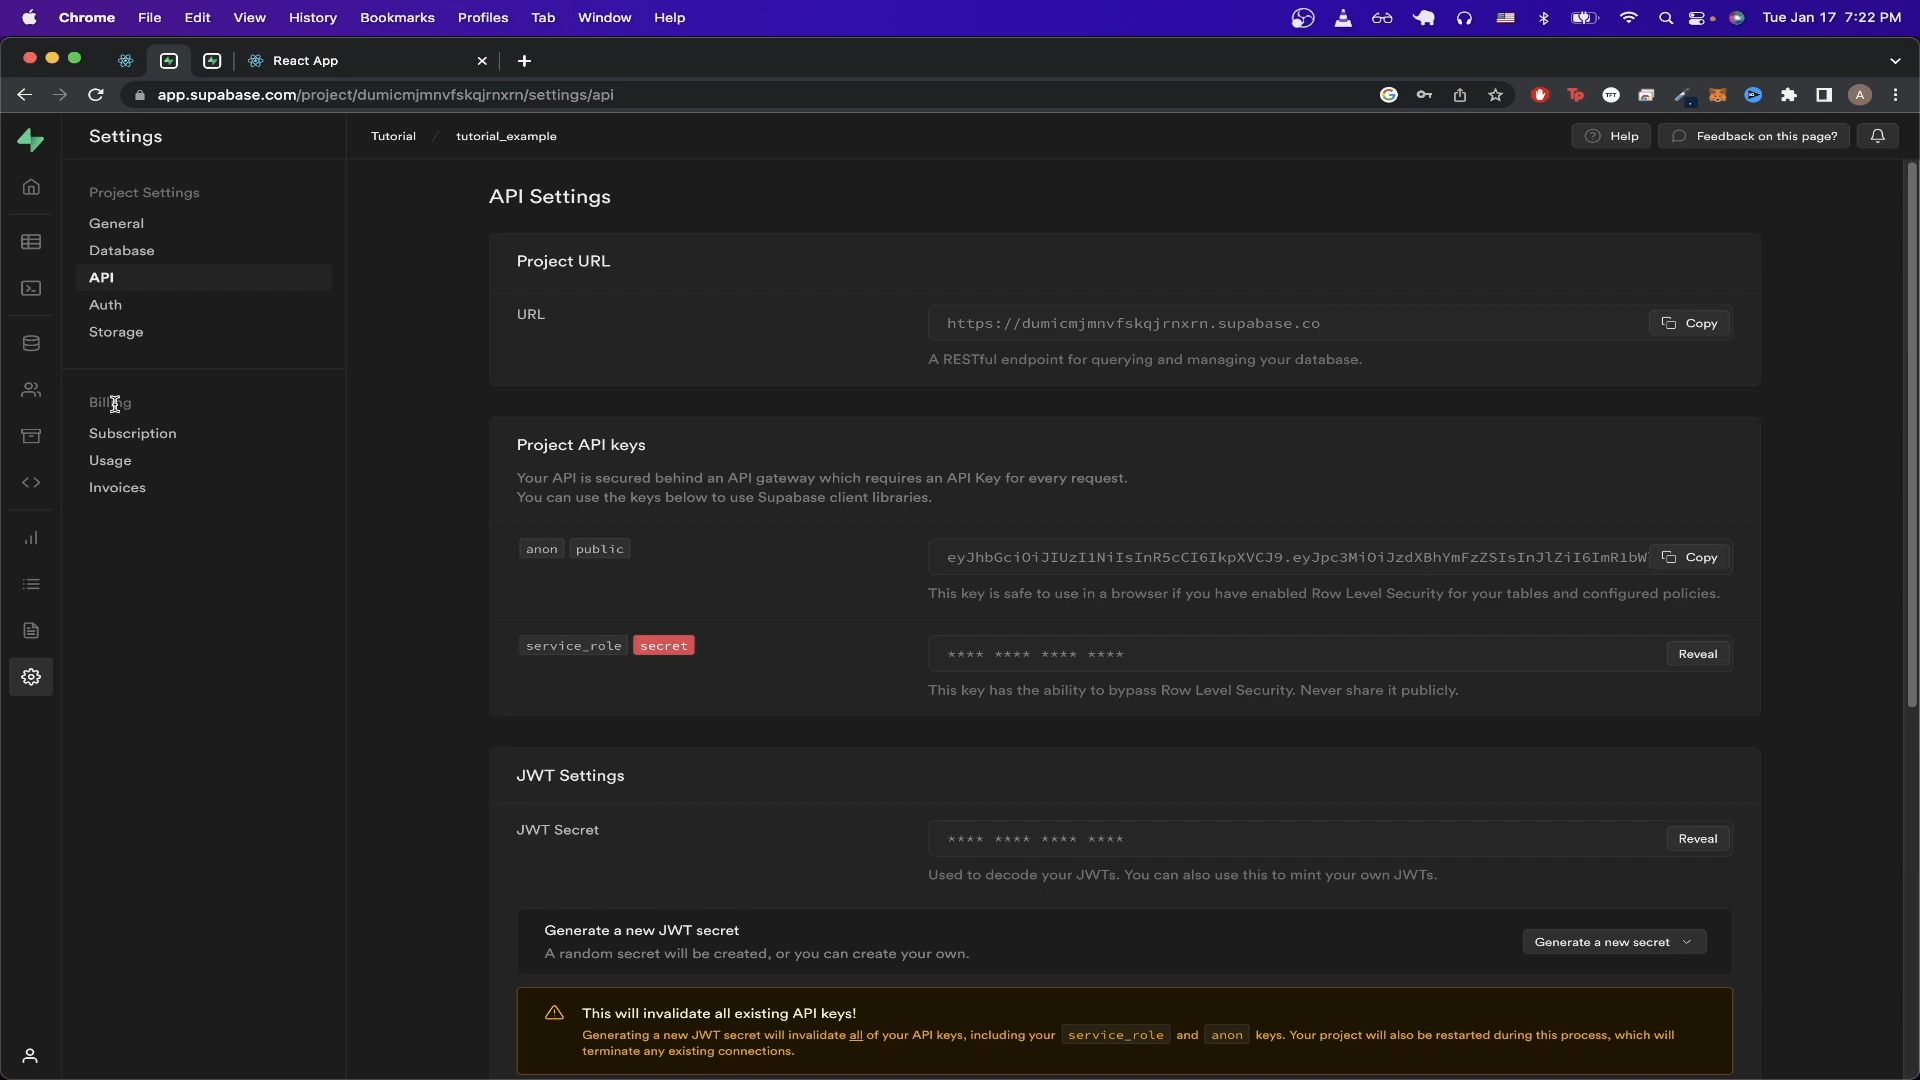 Chrome File Edit View History Bookmarks Profiles Tab Window Help Tue Jan 17 7:22 PM
React App
app.supabase.com/project/dumicmjmnvfskqjrnxrn/settings/api
Settings
Tutorial / tutorial_example
Help
Feedback on this page?
Project Settings
General
Database
API
Auth
Storage
Billing
Subscription
Usage
Invoices
API Settings
Project URL
URL
https://dumicmjmnvfskqjrnxrn.supabase.co
Copy
A RESTful endpoint for querying and managing your database.
Project API keys
Your API is secured behind an API gateway which requires an API Key for every request.
You can use the keys below to use Supabase client libraries.
anon public
eyJhbGciOiJIUzI1NiIsInR5cCI6IkpXVCJ9.eyJpc3MiOiJzdXBhYmFzZSIsInJlZiI6ImR1bW
Copy
This key is safe to use in a browser if you have enabled Row Level Security for your tables and configured policies.
service_role secret
**** **** **** ****
Reveal
This key has the ability to bypass Row Level Security. Never share it publicly.
JWT Settings
JWT Secret
**** **** **** ****
Reveal
Used to decode your JWTs. You can also use this to mint your own JWTs.
Generate a new JWT secret
A random secret will be created, or you can create your own.
Generate a new secret
This will invalidate all existing API keys!
Generating a new JWT secret will invalidate all of your API keys, including your service_role and anon keys. Your project will also be restarted during this process, which will
terminate any existing connections.